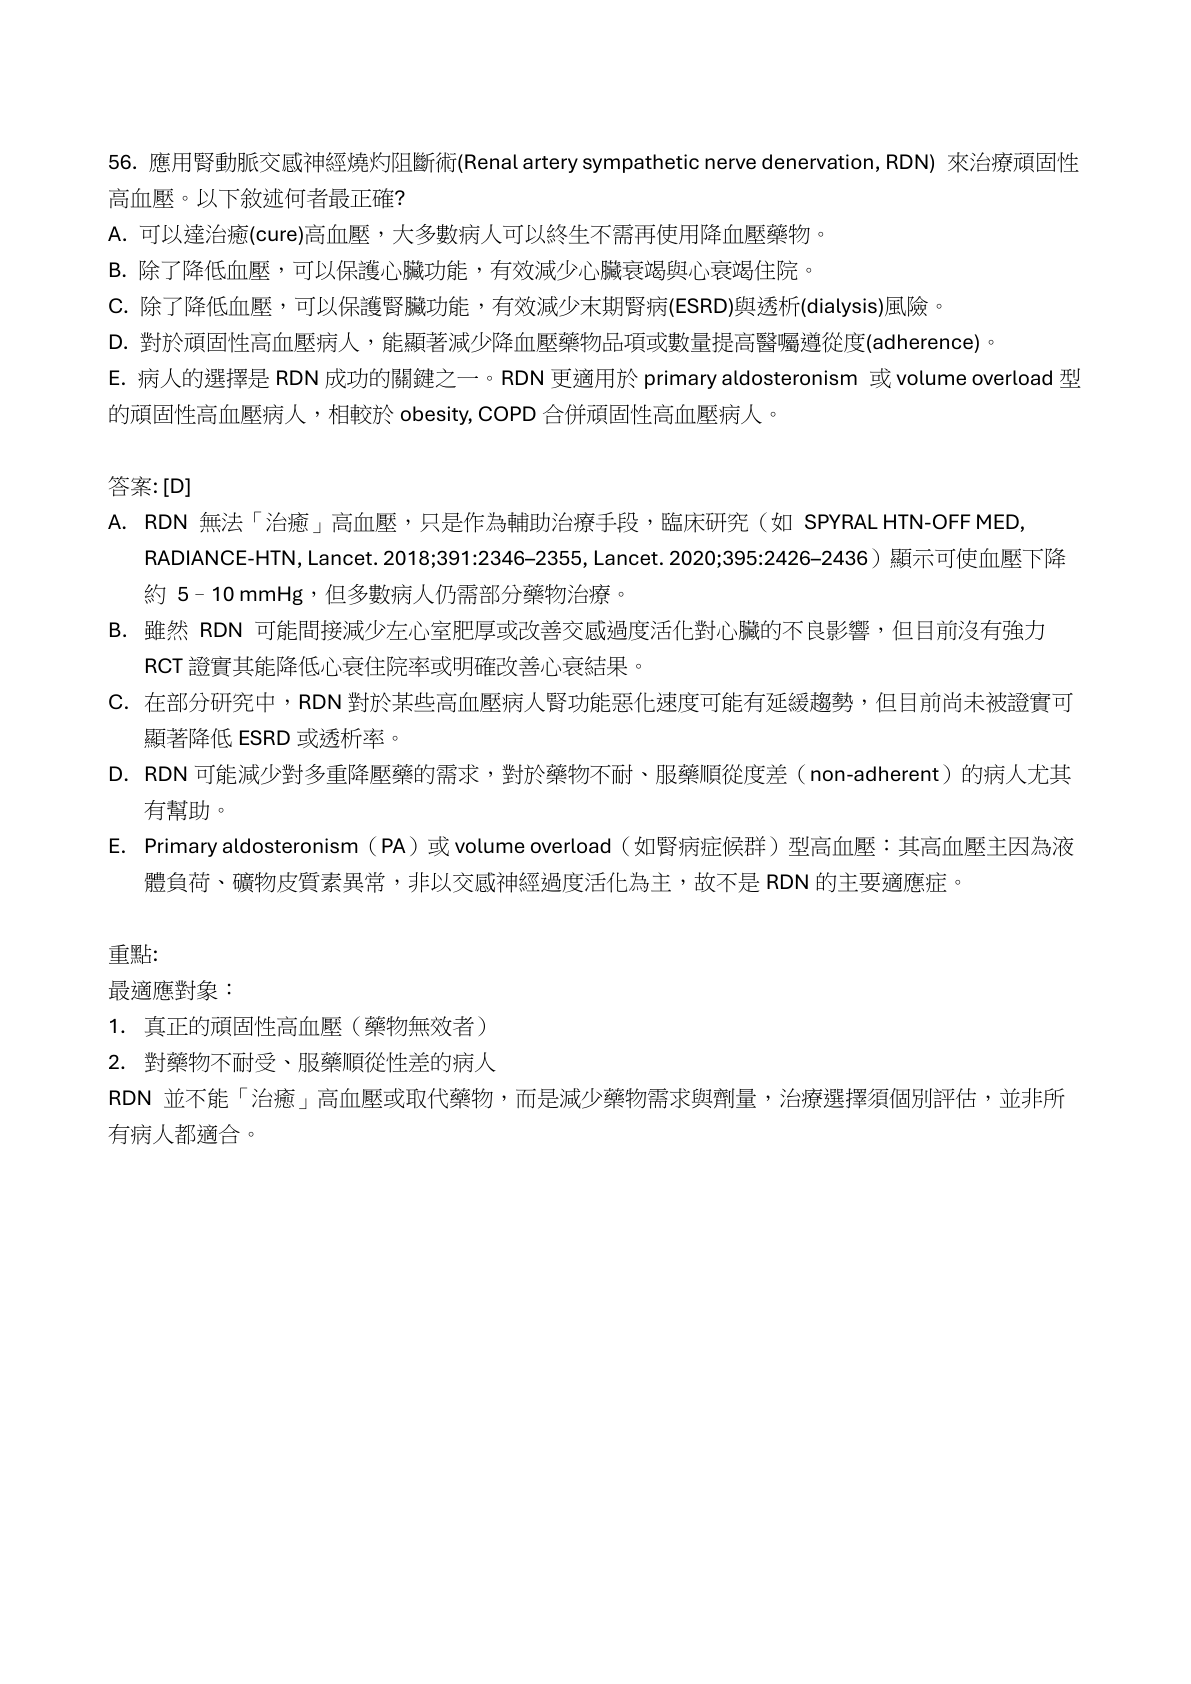 56. 應用腎動脈交感神經燒灼阻斷術(Renal artery sympathetic nerve denervation, RDN) 來治療頑固性
高血壓。以下敘述何者最正確?
A. 可以達治癒(cure)高血壓，大多數病人可以終生不需再使用降血壓藥物。
B. 除了降低血壓，可以保護心臟功能，有效減少心臟衰竭與心衰竭住院。
C. 除了降低血壓，可以保護腎臟功能，有效減少末期腎病(ESRD)與透析(dialysis)風險。
D. 對於頑固性高血壓病人，能顯著減少降血壓藥物品項或數量提高醫囑遵從度(adherence)。
E. 病人的選擇是 RDN 成功的關鍵之一。RDN 更適用於 primary aldosteronism 或 volume overload 型
的頑固性高血壓病人，相較於 obesity, COPD 合併頑固性高血壓病人。
答案: [D]
A. RDN 無法「治癒」高血壓，只是作為輔助治療手段，臨床研究（如 SPYRAL HTN-OFF MED,
RADIANCE-HTN, Lancet. 2018;391:2346–2355, Lancet. 2020;395:2426–2436）顯示可使血壓下降
約 5–10 mmHg，但多數病人仍需部分藥物治療。
B. 雖然 RDN 可能間接減少左心室肥厚或改善交感過度活化對心臟的不良影響，但目前沒有強力
RCT 證實其能降低心衰住院率或明確改善心衰結果。
C. 在部分研究中，RDN 對於某些高血壓病人腎功能惡化速度可能有延緩趨勢，但目前尚未被證實可
顯著降低 ESRD 或透析率。
D. RDN 可能減少對多重降壓藥的需求，對於藥物不耐、服藥順從度差（non-adherent）的病人尤其
有幫助。
E. Primary aldosteronism（PA）或 volume overload（如腎病症候群）型高血壓：其高血壓主因為液
體負荷、礦物皮質素異常，非以交感神經過度活化為主，故不是 RDN 的主要適應症。
重點:
最適應對象：
1. 真正的頑固性高血壓（藥物無效者）
2. 對藥物不耐受、服藥順從性差的病人
RDN 並不能「治癒」高血壓或取代藥物，而是減少藥物需求與劑量，治療選擇須個別評估，並非所
有病人都適合。